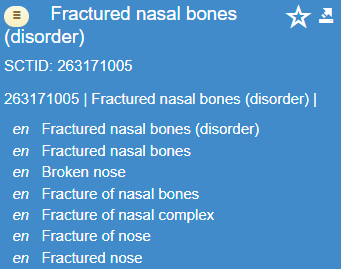 Fractured nasal bones
(disorder)
SCTID: 263171005
263171005 | Fractured nasal bones (disorder) |
en Fractured nasal bones (disorder)
en Fractured nasal bones
en Broken nose
en Fracture of nasal bones
en Fracture of nasal complex
en Fracture of nose
en Fractured nose